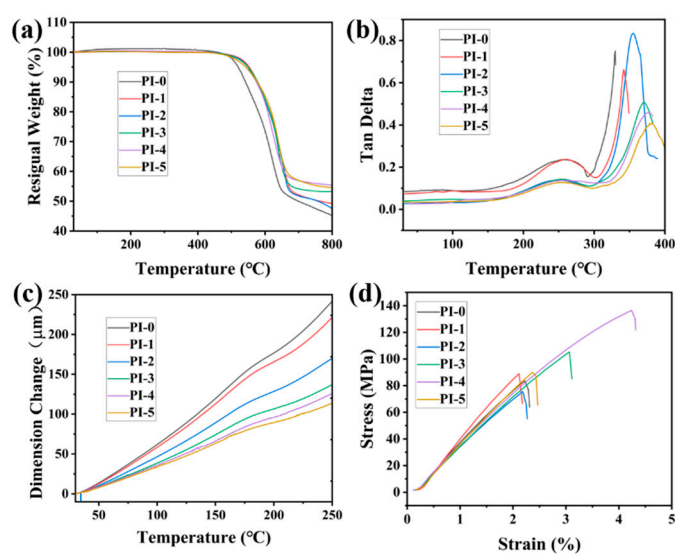 (a)
110
100
90
80
70
60
50
40
Resigual Weight (%)
PI-0
PI-1
PI-2
PI-3
PI-4
PI-5
200
400
600
800
Temperature (℃)
(b)
0.8
0.6
0.4
0.2
0.0
Tan Delta
PI-0
PI-1
PI-2
PI-3
PI-4
PI-5
100
200
300
400
Temperature (℃)
(c)
250
200
150
100
50
0
Dimension Change (μm)
PI-0
PI-1
PI-2
PI-3
PI-4
PI-5
50
100
150
200
250
Temperature (℃)
(d)
140
120
100
80
60
40
20
0
Stress (MPa)
PI-0
PI-1
PI-2
PI-3
PI-4
PI-5
0
1
2
3
4
5
Strain (%)